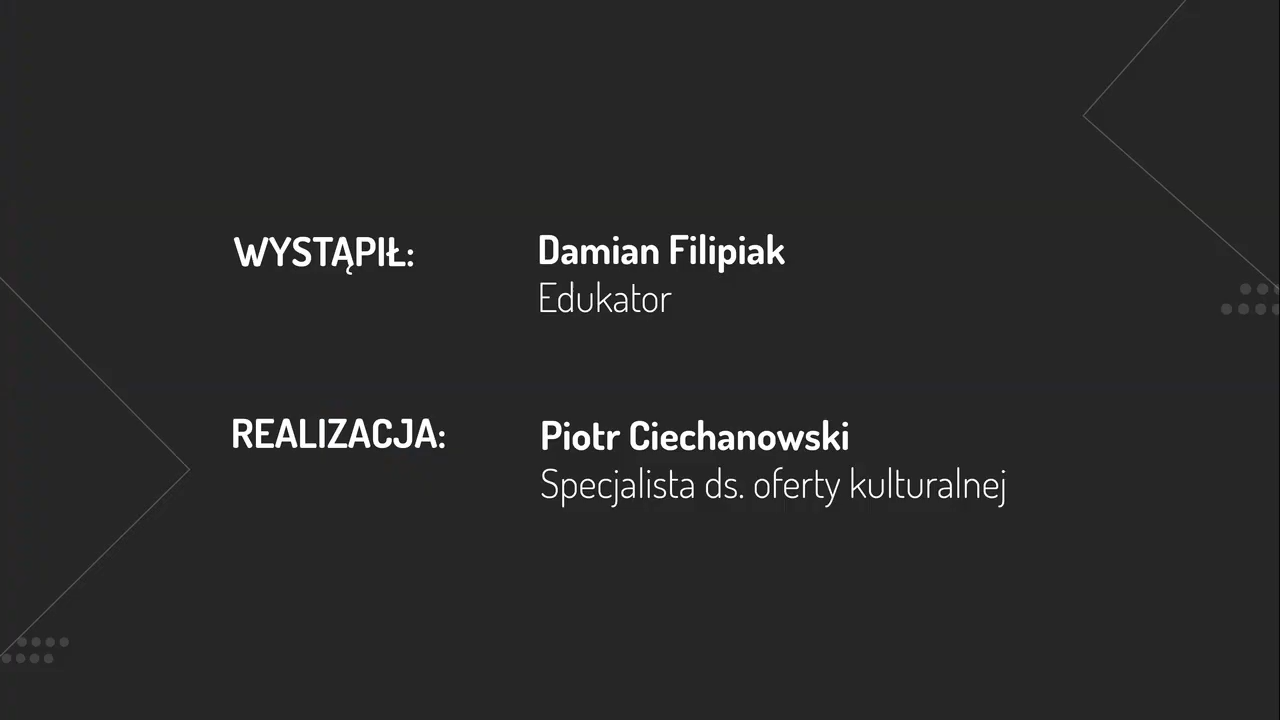 WYSTĄPIŁ:
Damian Filipiak
Edukator
REALIZACJA:
Piotr Ciechanowski
Specjalista ds. oferty kulturalnej